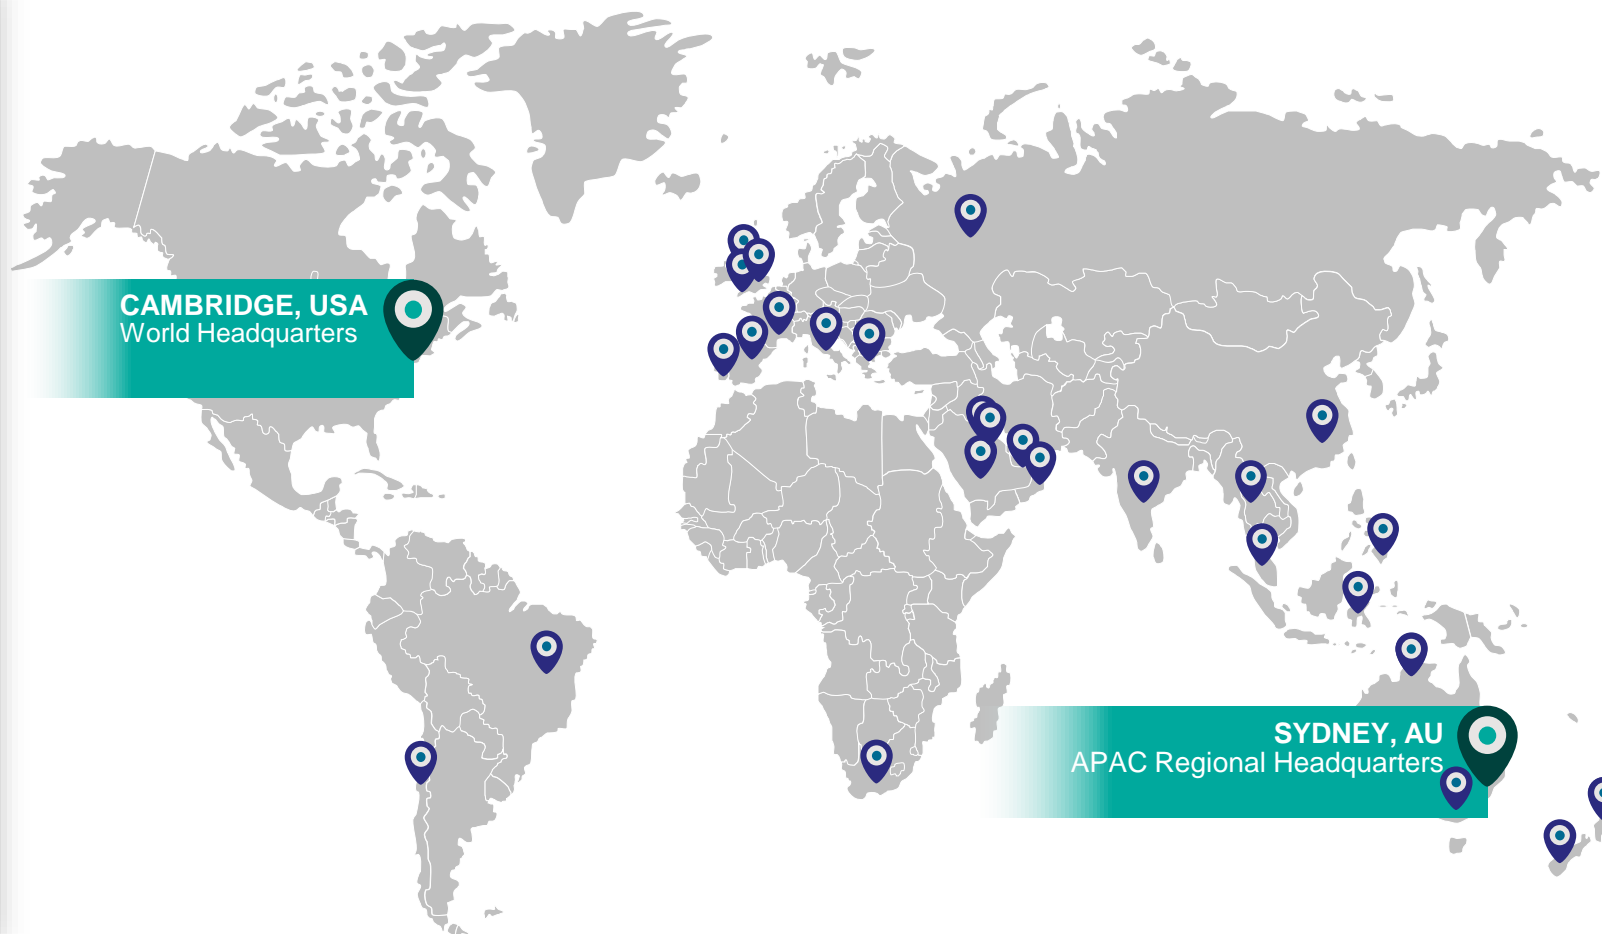 CAMBRIDGE, USA
World Headquarters
SYDNEY, AU
APAC Regional Headquarters